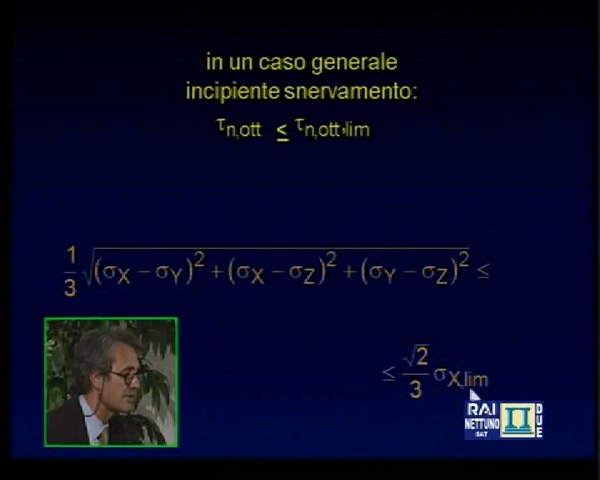 in un caso generale
incipiente snervamento:
τn,ott ≤ τn,ott,lim
1/3 √(σX − σY)² + (σX − σZ)² + (σY − σZ)² ≤
≤ √2/3 σX,lim
RAI
NETTUNO
SAT
DUE